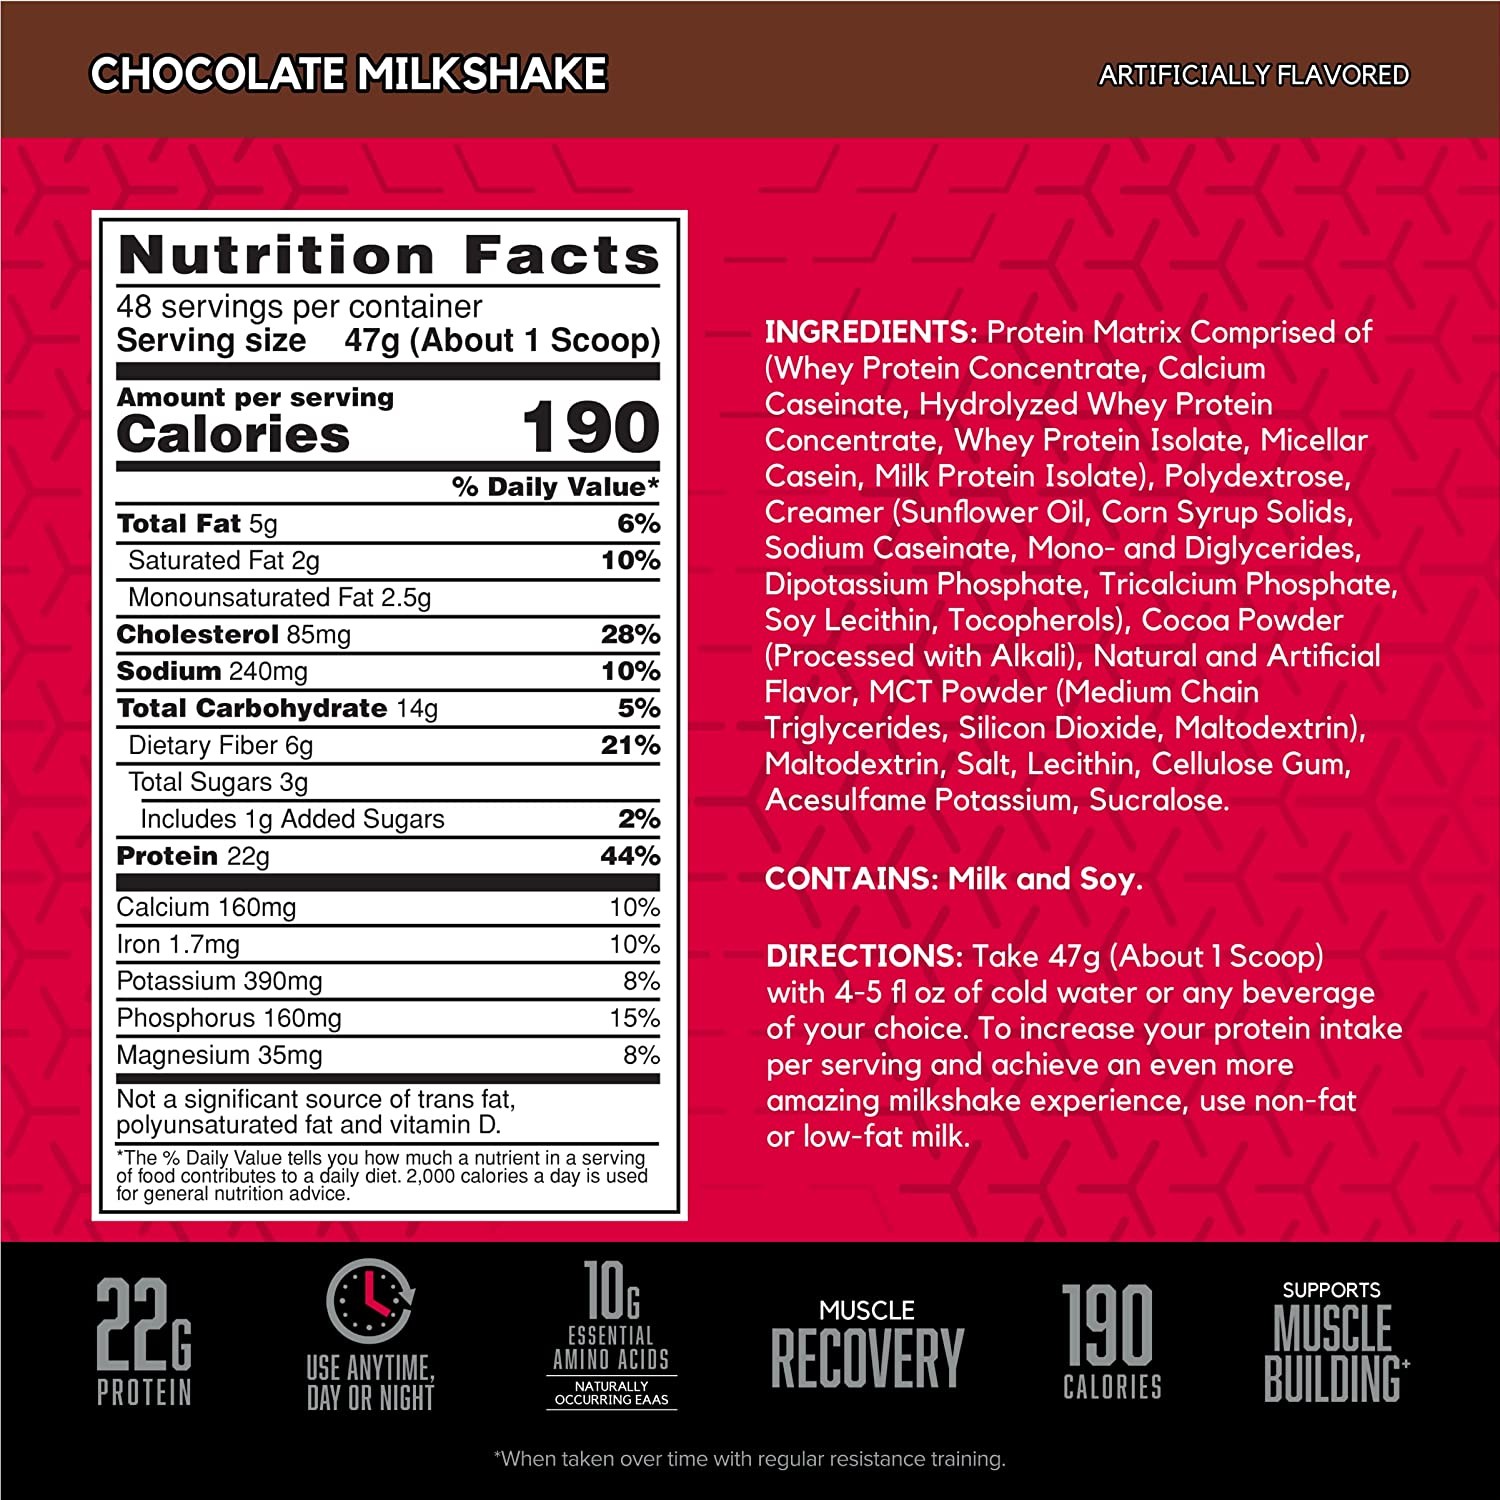 CHOCOLATE MILKSHAKE
ARTIFICIALLY FLAVORED
Nutrition Facts
48 servings per container
Serving size 47g (About 1 Scoop)
Amount per serving
Calories 190
% Daily Value*
Total Fat 5g 6%
Saturated Fat 2g 10%
Monounsaturated Fat 2.5g
Cholesterol 85mg 28%
Sodium 240mg 10%
Total Carbohydrate 14g 5%
Dietary Fiber 6g 21%
Total Sugars 3g
Includes 1g Added Sugars 2%
Protein 22g 44%
Calcium 160mg 10%
Iron 1.7mg 10%
Potassium 390mg 8%
Phosphorus 160mg 15%
Magnesium 35mg 8%
Not a significant source of trans fat,
polyunsaturated fat and vitamin D.
*The % Daily Value tells you how much a nutrient in a serving
of food contributes to a daily diet. 2,000 calories a day is used
for general nutrition advice.
INGREDIENTS: Protein Matrix Comprised of
(Whey Protein Concentrate, Calcium
Caseinate, Hydrolyzed Whey Protein
Concentrate, Whey Protein Isolate, Micellar
Casein, Milk Protein Isolate), Polydextrose,
Creamer (Sunflower Oil, Corn Syrup Solids,
Sodium Caseinate, Mono- and Diglycerides,
Dipotassium Phosphate, Tricalcium Phosphate,
Soy Lecithin, Tocopherols), Cocoa Powder
(Processed with Alkali), Natural and Artificial
Flavor, MCT Powder (Medium Chain
Triglycerides, Silicon Dioxide, Maltodextrin),
Maltodextrin, Salt, Lecithin, Cellulose Gum,
Acesulfame Potassium, Sucralose.
CONTAINS: Milk and Soy.
DIRECTIONS: Take 47g (About 1 Scoop)
with 4-5 fl oz of cold water or any beverage
of your choice. To increase your protein intake
per serving and achieve an even more
amazing milkshake experience, use non-fat
or low-fat milk.
22G
PROTEIN
USE ANYTIME,
DAY OR NIGHT
10G
ESSENTIAL
AMINO ACIDS
NATURALLY
OCCURRING EAAS
MUSCLE
RECOVERY
190
CALORIES
SUPPORTS
MUSCLE
BUILDING+
*When taken over time with regular resistance training.